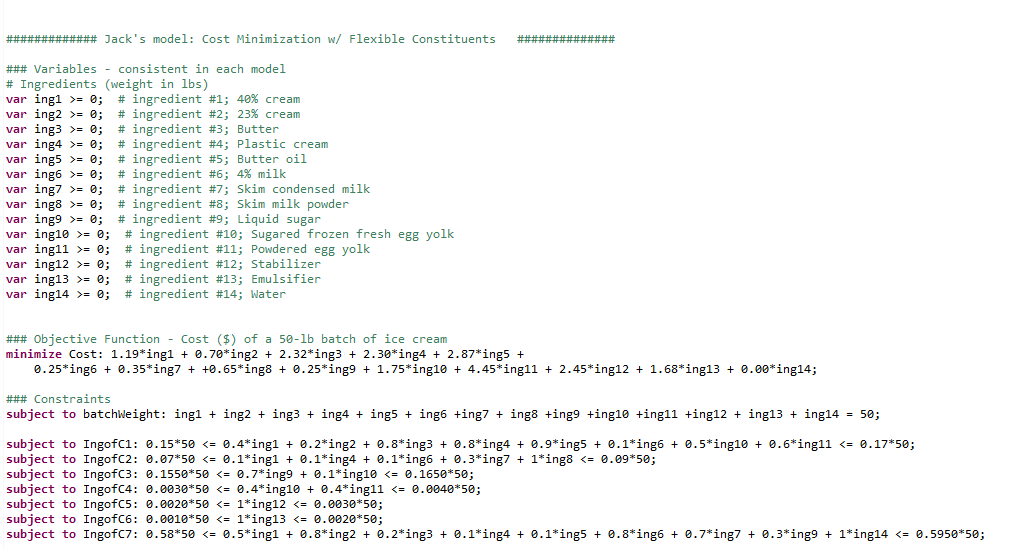 ############# Jack's model: Cost Minimization w/ Flexible Constituents   ##############
### Variables - consistent in each model
# Ingredients (weight in lbs)
var ing1 >= 0;  # ingredient #1; 40% cream
var ing2 >= 0;  # ingredient #2; 23% cream
var ing3 >= 0;  # ingredient #3; Butter
var ing4 >= 0;  # ingredient #4; Plastic cream
var ing5 >= 0;  # ingredient #5; Butter oil
var ing6 >= 0;  # ingredient #6; 4% milk
var ing7 >= 0;  # ingredient #7; Skim condensed milk
var ing8 >= 0;  # ingredient #8; Skim milk powder
var ing9 >= 0;  # ingredient #9; Liquid sugar
var ing10 >= 0;  # ingredient #10; Sugared frozen fresh egg yolk
var ing11 >= 0;  # ingredient #11; Powdered egg yolk
var ing12 >= 0;  # ingredient #12; Stabilizer
var ing13 >= 0;  # ingredient #13; Emulsifier
var ing14 >= 0;  # ingredient #14; Water
### Objective Function - Cost ($) of a 50-lb batch of ice cream
minimize Cost: 1.19*ing1 + 0.70*ing2 + 2.32*ing3 + 2.30*ing4 + 2.87*ing5 +
0.25*ing6 + 0.35*ing7 + +0.65*ing8 + 0.25*ing9 + 1.75*ing10 + 4.45*ing11 + 2.45*ing12 + 1.68*ing13 + 0.00*ing14;
### Constraints
subject to batchWeight: ing1 + ing2 + ing3 + ing4 + ing5 + ing6 +ing7 + ing8 +ing9 +ing10 +ing11 +ing12 + ing13 + ing14 = 50;
subject to IngofC1: 0.15*50 <= 0.4*ing1 + 0.2*ing2 + 0.8*ing3 + 0.8*ing4 + 0.9*ing5 + 0.1*ing6 + 0.5*ing10 + 0.6*ing11 <= 0.17*50;
subject to IngofC2: 0.07*50 <= 0.1*ing1 + 0.1*ing4 + 0.1*ing6 + 0.3*ing7 + 1*ing8 <= 0.09*50;
subject to IngofC3: 0.1550*50 <= 0.7*ing9 + 0.1*ing10 <= 0.1650*50;
subject to IngofC4: 0.0030*50 <= 0.4*ing10 + 0.4*ing11 <= 0.0040*50;
subject to IngofC5: 0.0020*50 <= 1*ing12 <= 0.0030*50;
subject to IngofC6: 0.0010*50 <= 1*ing13 <= 0.0020*50;
subject to IngofC7: 0.58*50 <= 0.5*ing1 + 0.8*ing2 + 0.2*ing3 + 0.1*ing4 + 0.1*ing5 + 0.8*ing6 + 0.7*ing7 + 0.3*ing9 + 1*ing14 <= 0.5950*50;